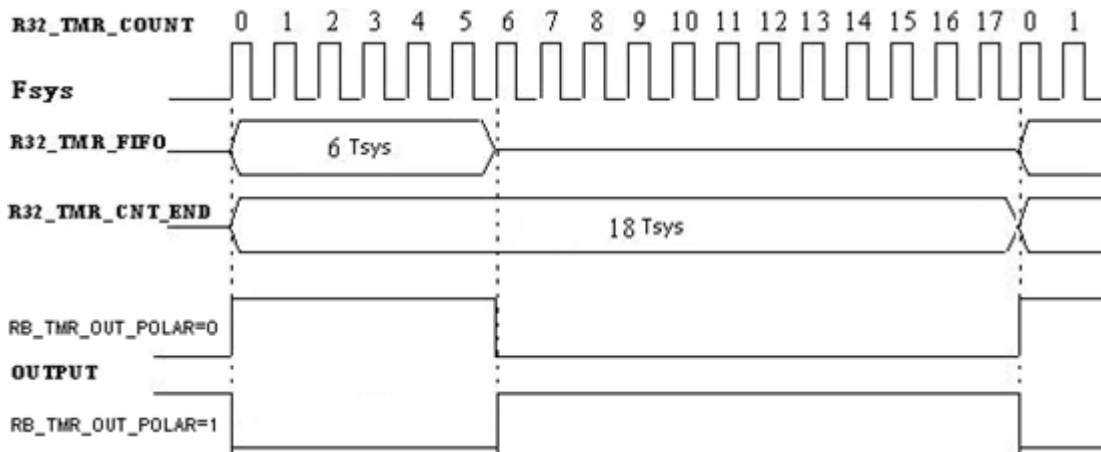 R32_TMR_COUNT 0 1 2 3 4 5 6 7 8 9 10 11 12 13 14 15 16 17 0 1
Fsys
R32_TMR_FIFO 6 Tsys
R32_TMR_CNT_END 18 Tsys
RB_TMR_OUT_POLAR=0
OUTPUT
RB_TMR_OUT_POLAR=1